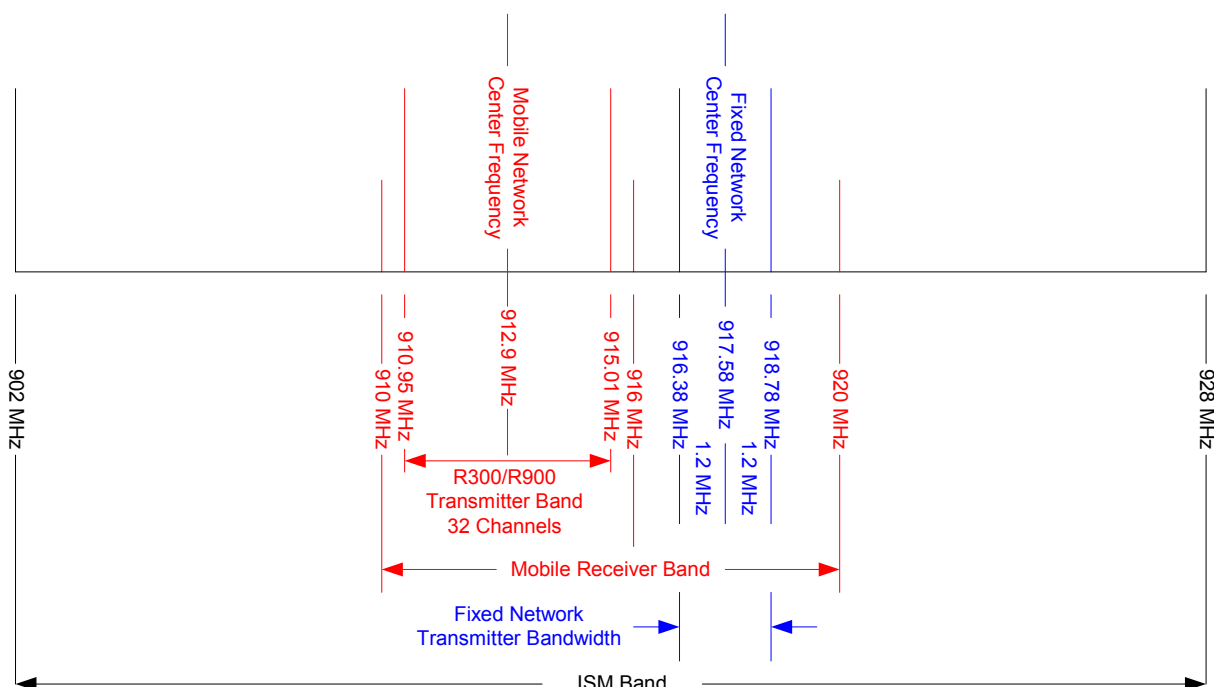 Mobile Network
Center Frequency
Fixed Network
Center Frequency
902 MHz
910 MHz
910.95 MHz
912.9 MHz
915.01 MHz
916 MHz
916.38 MHz
917.58 MHz
918.78 MHz
920 MHz
928 MHz
1.2 MHz
1.2 MHz
R300/R900
Transmitter Band
32 Channels
Mobile Receiver Band
Fixed Network
Transmitter Bandwidth
ISM Band